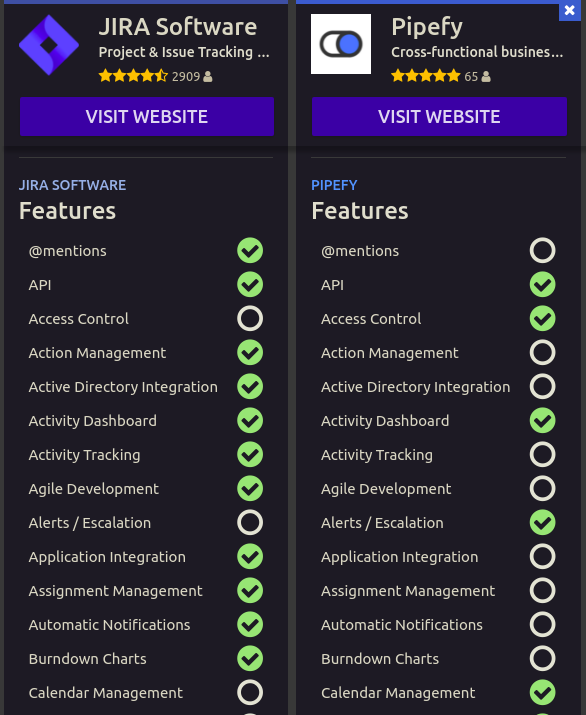 JIRA Software
Project & Issue Tracking ...
2909
VISIT WEBSITE
JIRA SOFTWARE
Features
@mentions
API
Access Control
Action Management
Active Directory Integration
Activity Dashboard
Activity Tracking
Agile Development
Alerts / Escalation
Application Integration
Assignment Management
Automatic Notifications
Burndown Charts
Calendar Management
Pipefy
Cross-functional busines...
65
VISIT WEBSITE
PIPEFY
Features
@mentions
API
Access Control
Action Management
Active Directory Integration
Activity Dashboard
Activity Tracking
Agile Development
Alerts / Escalation
Application Integration
Assignment Management
Automatic Notifications
Burndown Charts
Calendar Management